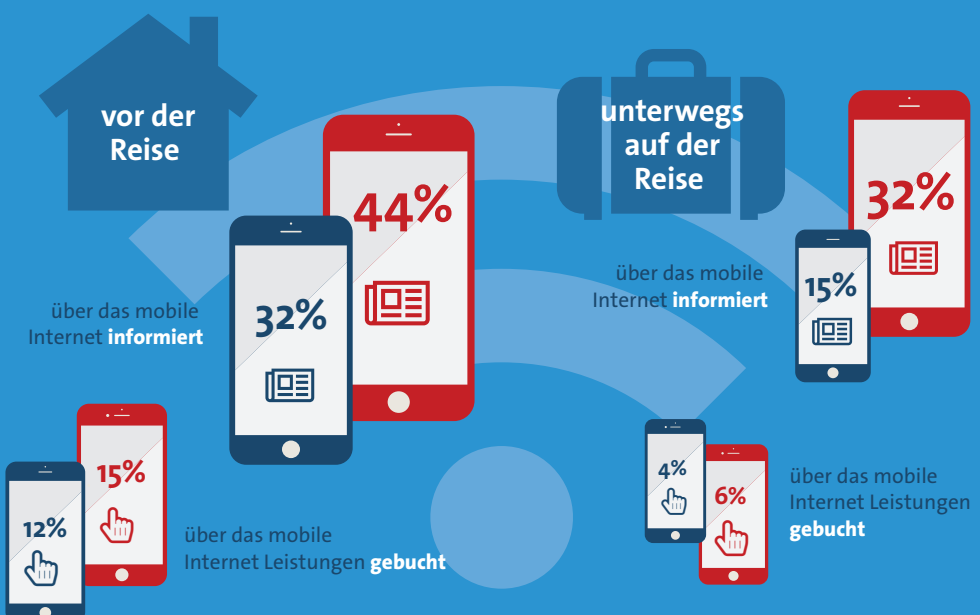 vor der
Reise
44%
32%
über das mobile
Internet informiert
15%
12%
über das mobile
Internet Leistungen gebucht
unterwegs
auf der
Reise
32%
15%
über das mobile
Internet informiert
4%
6%
über das mobile
Internet Leistungen
gebucht